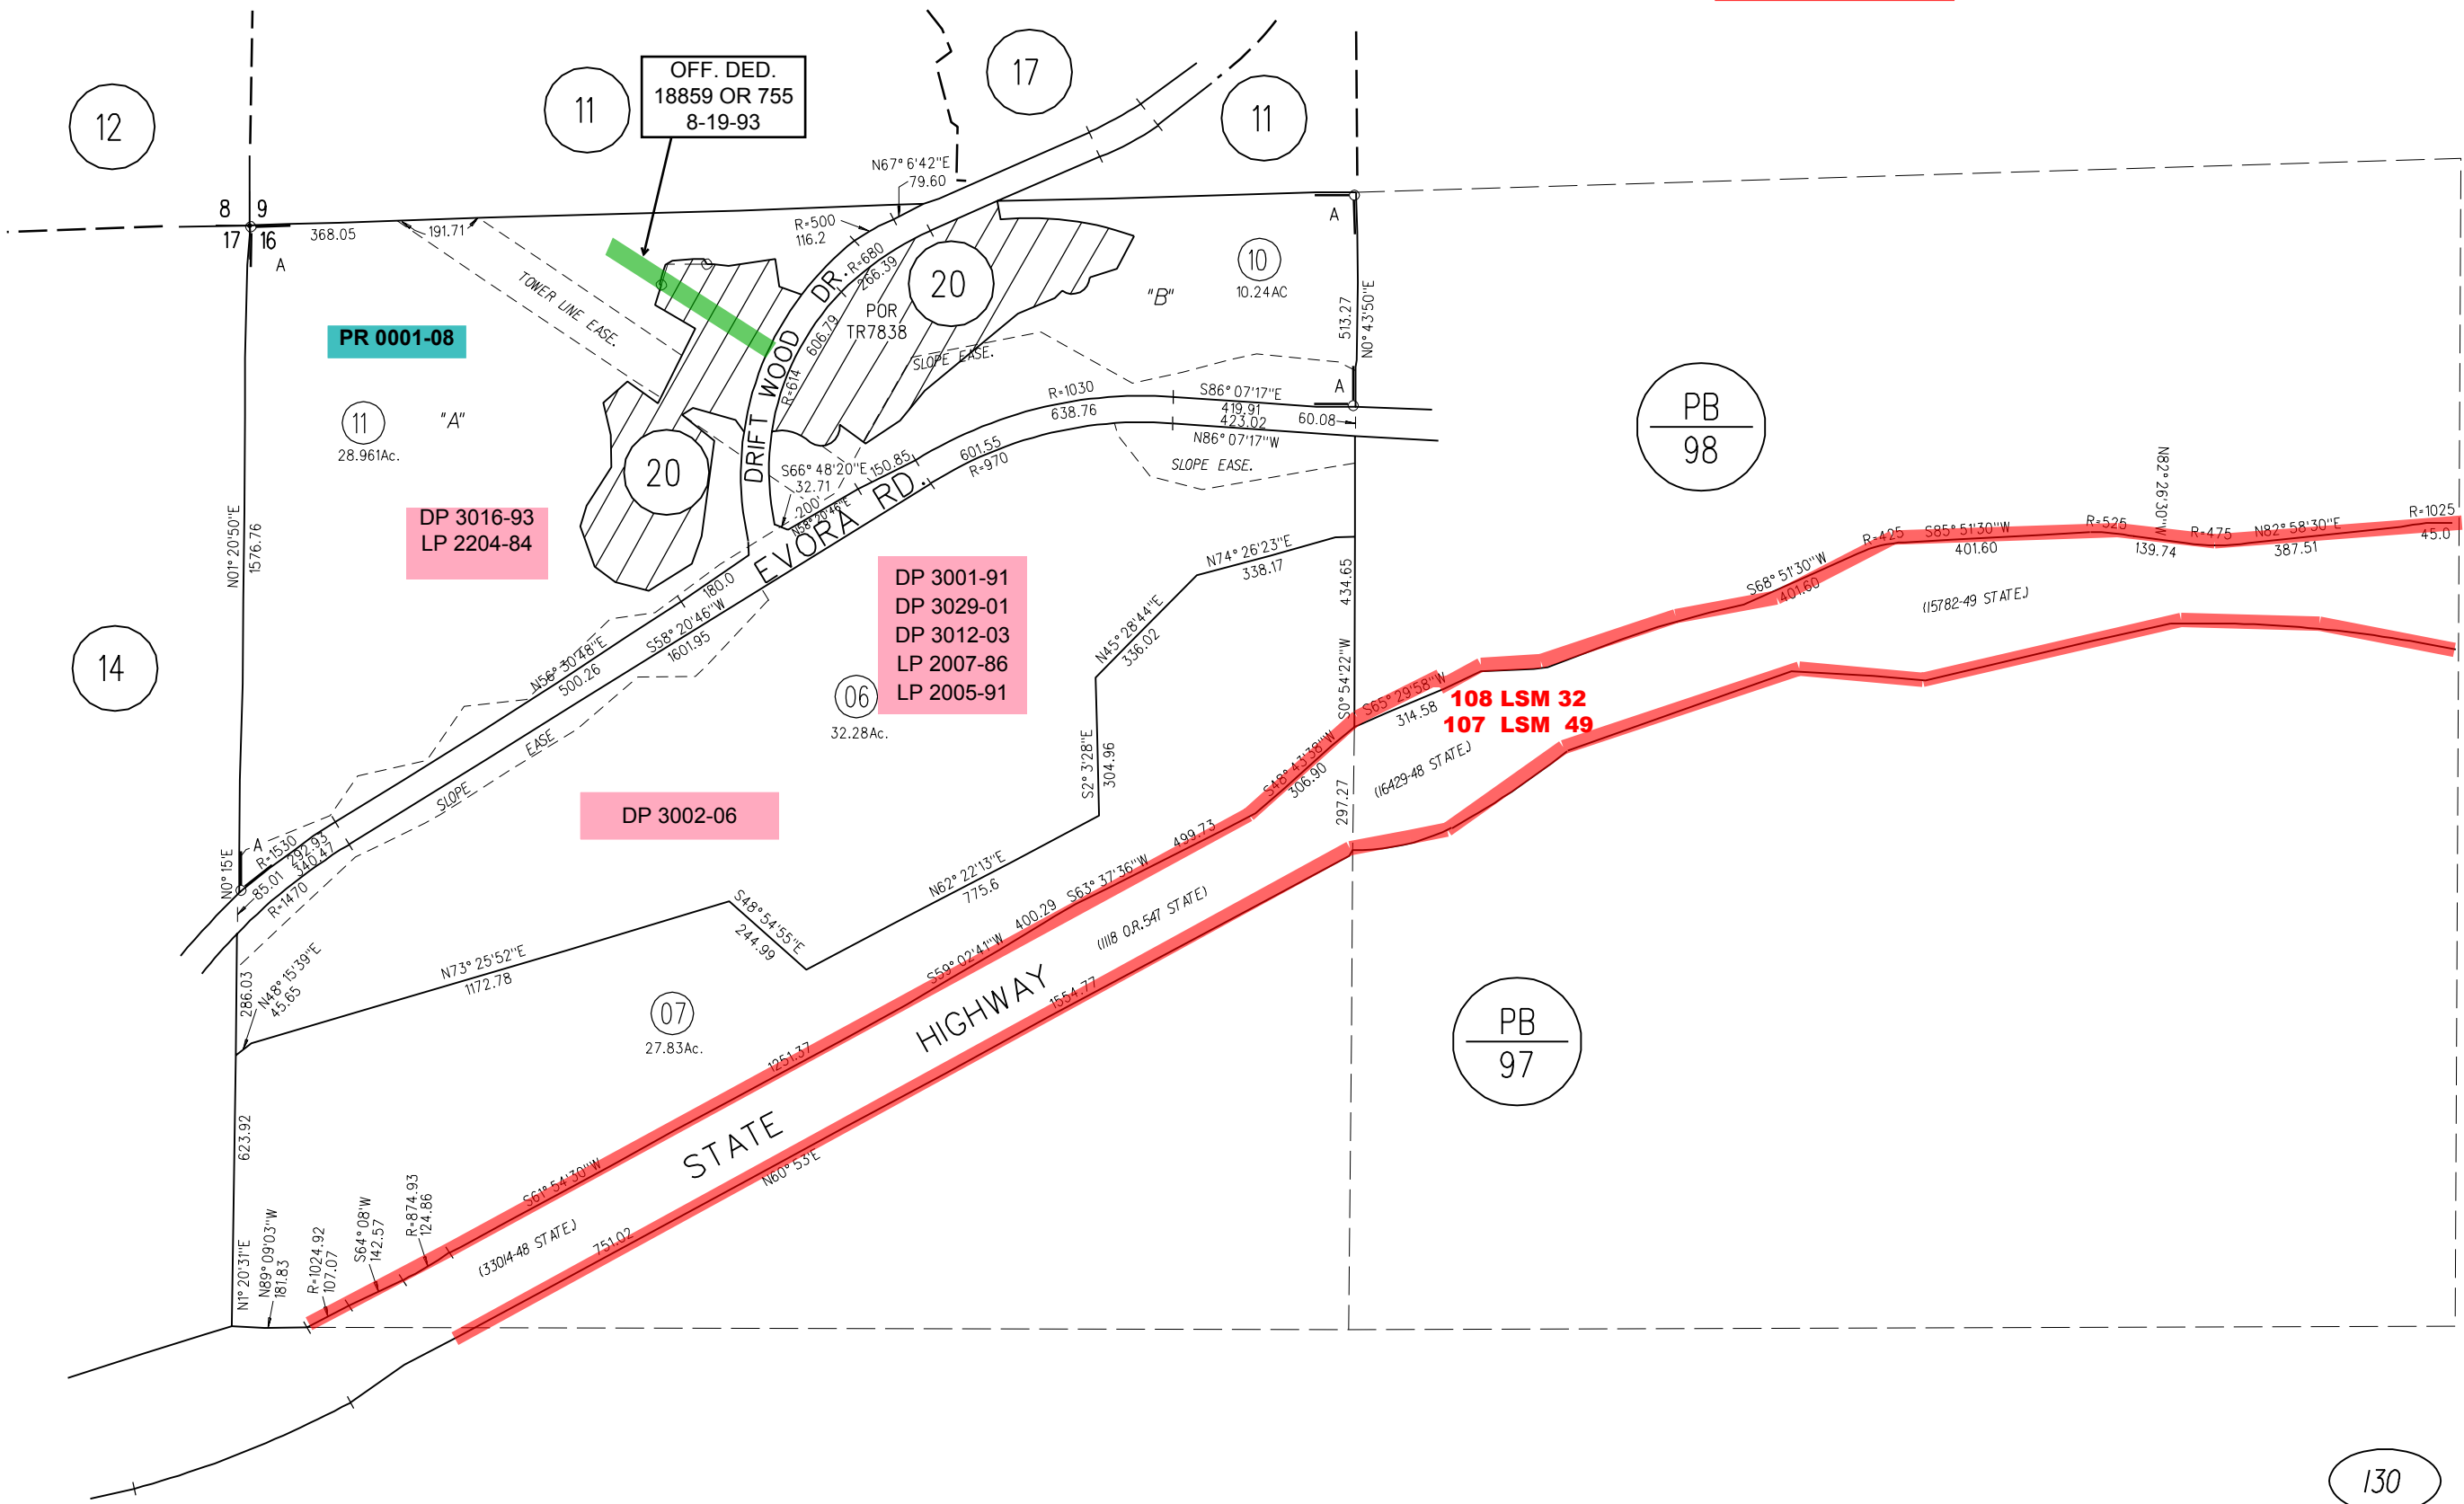 12
11
OFF. DED.
18859 OR 755
8-19-93
17
11
N67° 6'42"E
79.60
8 9
17 16
A
368.05
191.71
R=500
116.2
R=680
266.39
20
A
10
10.24AC
"B"
513.27
N0° 43'50"E
TOWER LINE EASE.
PR 0001-08
DRIFT WOOD DR.
606.79
R=614
POR
TR7838
SLOPE EASE.
A
11
28.961Ac.
"A"
R=1030
638.76
S86° 07'17"E
419.91
423.02
60.08
N86° 07'17"W
SLOPE EASE.
PB
98
20
S66° 48'20"E
32.71
150.85
601.55
R=970
200'
N58° 20'46"E
EVORA RD.
N01° 20'50"E
1576.76
DP 3016-93
LP 2204-84
180.0
DP 3001-91
DP 3029-01
DP 3012-03
LP 2007-86
LP 2005-91
N74° 26'23"E
338.17
434.65
S0° 54'22"W
N82° 26'30"W
R=425
S85° 51'30"W
401.60
R=525
139.74
R=475
N82° 58'30"E
387.51
R=1025
45.0
S68° 51'30"W
401.60
(15782-49 STATE)
14
N56° 30'48"E
500.26
S58° 20'46"W
1601.95
N45° 28'44"E
336.02
06
32.28Ac.
S65° 29'58"W
314.58
108 LSM 32
107 LSM 49
(16429-48 STATE)
SLOPE EASE
S2° 3'28"E
304.96
S48° 43'38"W
306.90
297.27
DP 3002-06
A
R=1530
292.93
340.47
85.01
R=1470
N0° 15'E
499.73
S63° 37'36"W
N62° 22'13"E
775.6
S48° 54'55"E
244.99
400.29
S59° 02'41"W
(1118 O.R.547 STATE)
N73° 25'52"E
1172.78
286.03
N48° 15'39"E
45.65
07
27.83Ac.
STATE HIGHWAY
1554.77
PB
97
1251.37
623.92
N60° 53'E
S61° 54'30"W
R=874.93
124.86
S64° 08'W
142.57
R=1024.92
107.07
N89° 09'03"W
181.83
N1° 20'31"E
(33014-48 STATE)
751.02
130